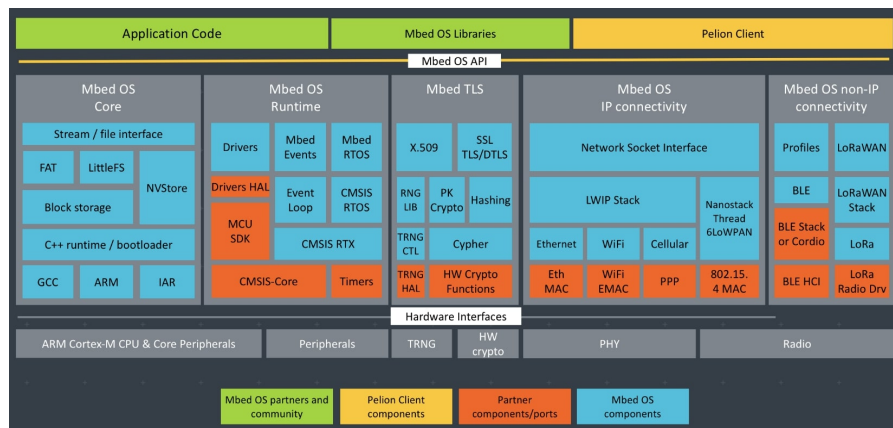 Application Code
Mbed OS Libraries
Pelion Client
Mbed OS API
Mbed OS
Core
Stream / file interface
FAT
LittleFS
NVStore
Block storage
C++ runtime / bootloader
GCC
ARM
IAR
Mbed OS
Runtime
Drivers
Mbed
Events
Mbed
RTOS
Drivers HAL
Event
Loop
CMSIS
RTOS
MCU
SDK
CMSIS RTX
CMSIS-Core
Timers
Mbed TLS
X.509
SSL
TLS/DTLS
RNG
LIB
PK
Crypto
Hashing
TRNG
CTL
Cypher
TRNG
HAL
HW Crypto
Functions
Mbed OS
IP connectivity
Network Socket Interface
LWIP Stack
Nanostack
Thread
6LoWPAN
Ethernet
WiFi
Cellular
Eth
MAC
WiFi
EMAC
PPP
802.15.
4 MAC
Mbed OS non-IP
connectivity
Profiles
LoRaWAN
BLE
LoRaWAN
Stack
BLE Stack
or Cordio
LoRa
BLE HCI
LoRa
Radio Drv
Hardware Interfaces
ARM Cortex-M CPU & Core Peripherals
Peripherals
TRNG
HW
crypto
PHY
Radio
Mbed OS partners and
community
Pelion Client
components
Partner
components/ports
Mbed OS
components